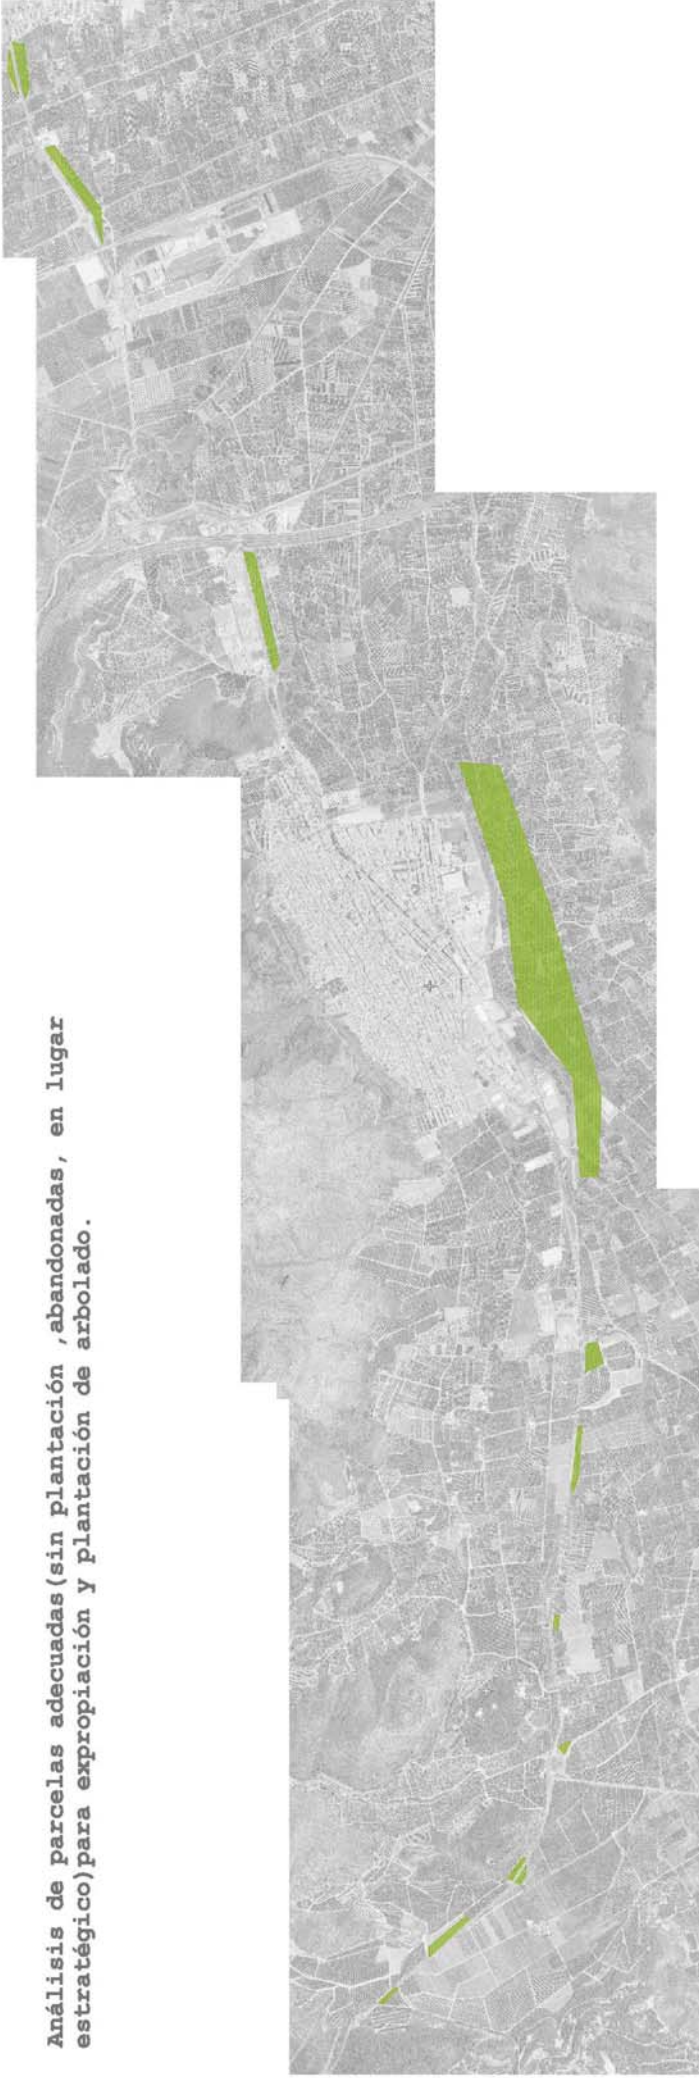 Análisis de parcelas adecuadas(sin plantación ,abandonadas, en lugar
estratégico)para expropiación y plantación de arbolado.